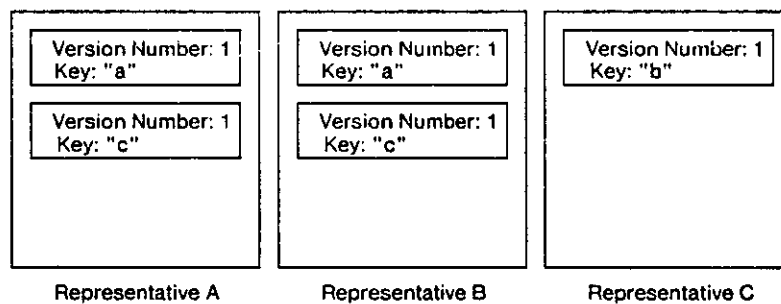 Version Number: 1
Key: "a"
Version Number: 1
Key: "c"
Representative A
Version Number: 1
Key: "a"
Version Number: 1
Key: "c"
Representative B
Version Number: 1
Key: "b"
Representative C